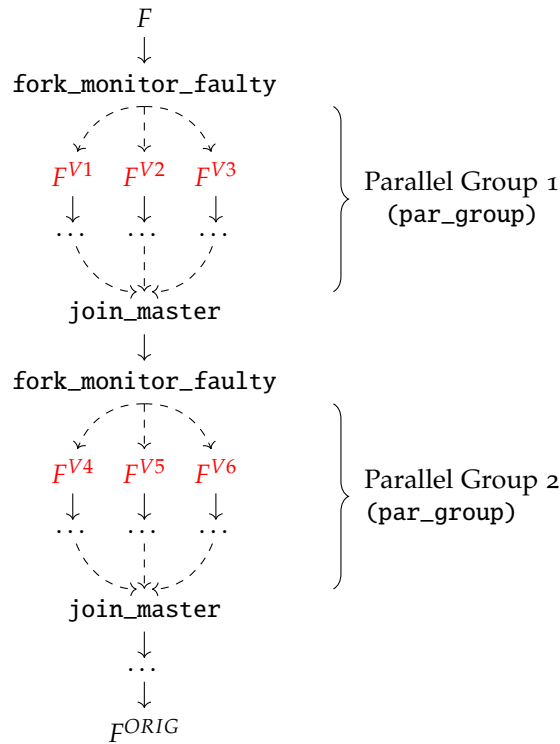 F
fork_monitor_faulty
F^{V1} F^{V2} F^{V3}
... ... ...
Parallel Group 1
(par_group)
join_master
fork_monitor_faulty
F^{V4} F^{V5} F^{V6}
... ... ...
Parallel Group 2
(par_group)
join_master
...
F^{ORIG}